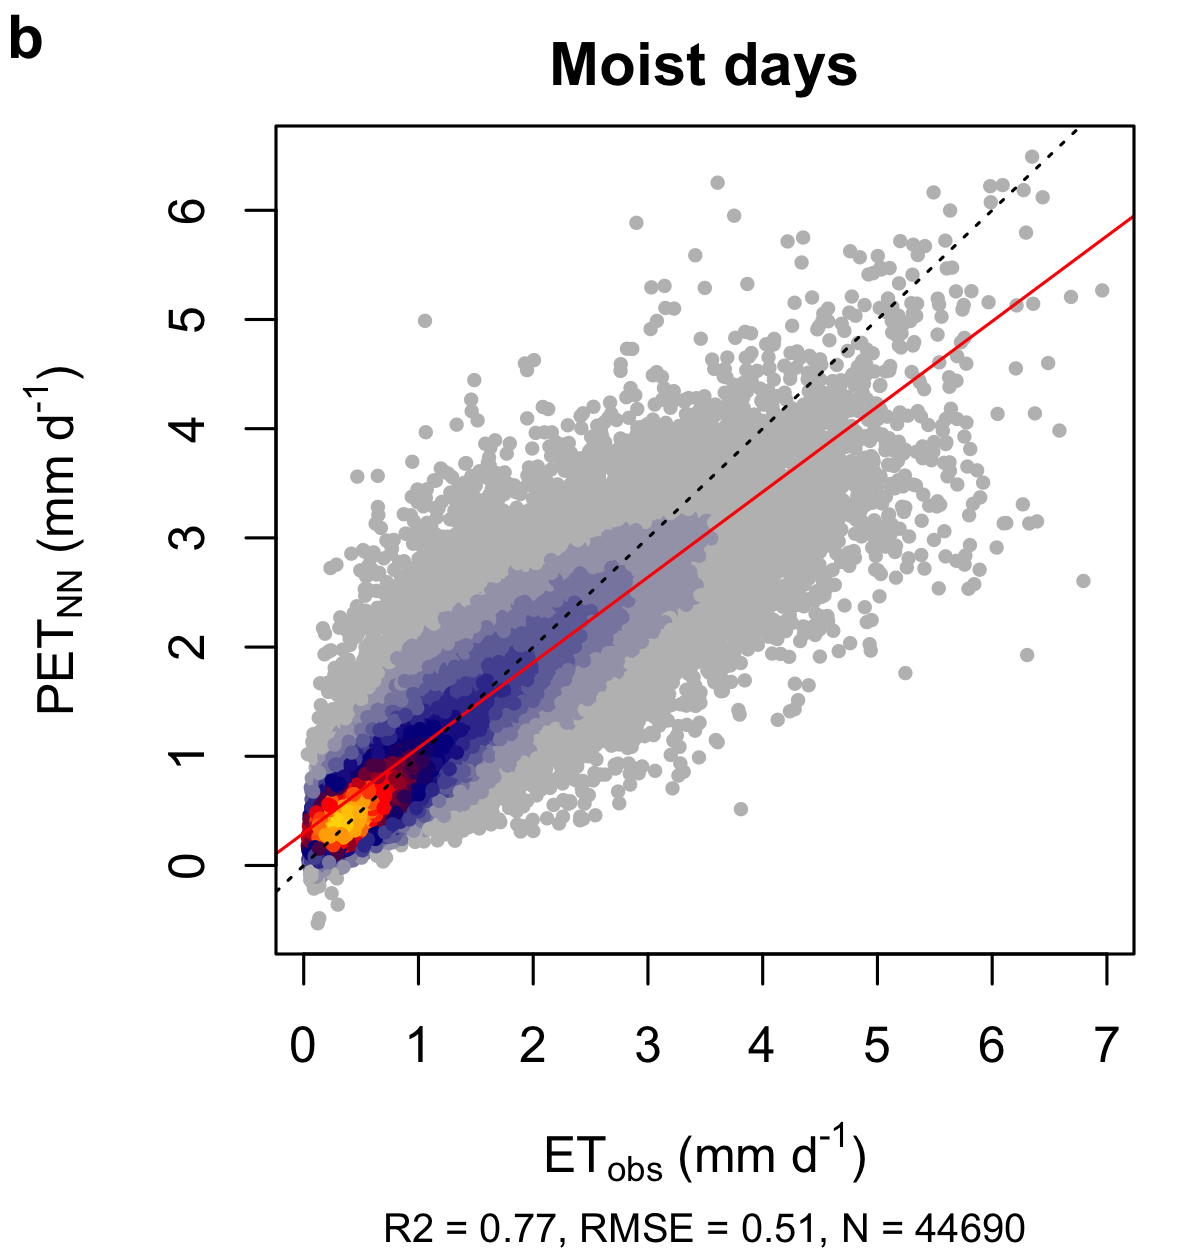 b
Moist days
PET_NN (mm d^-1)
6
5
4
3
2
1
0
0 1 2 3 4 5 6 7
ET_obs (mm d^-1)
R2 = 0.77, RMSE = 0.51, N = 44690